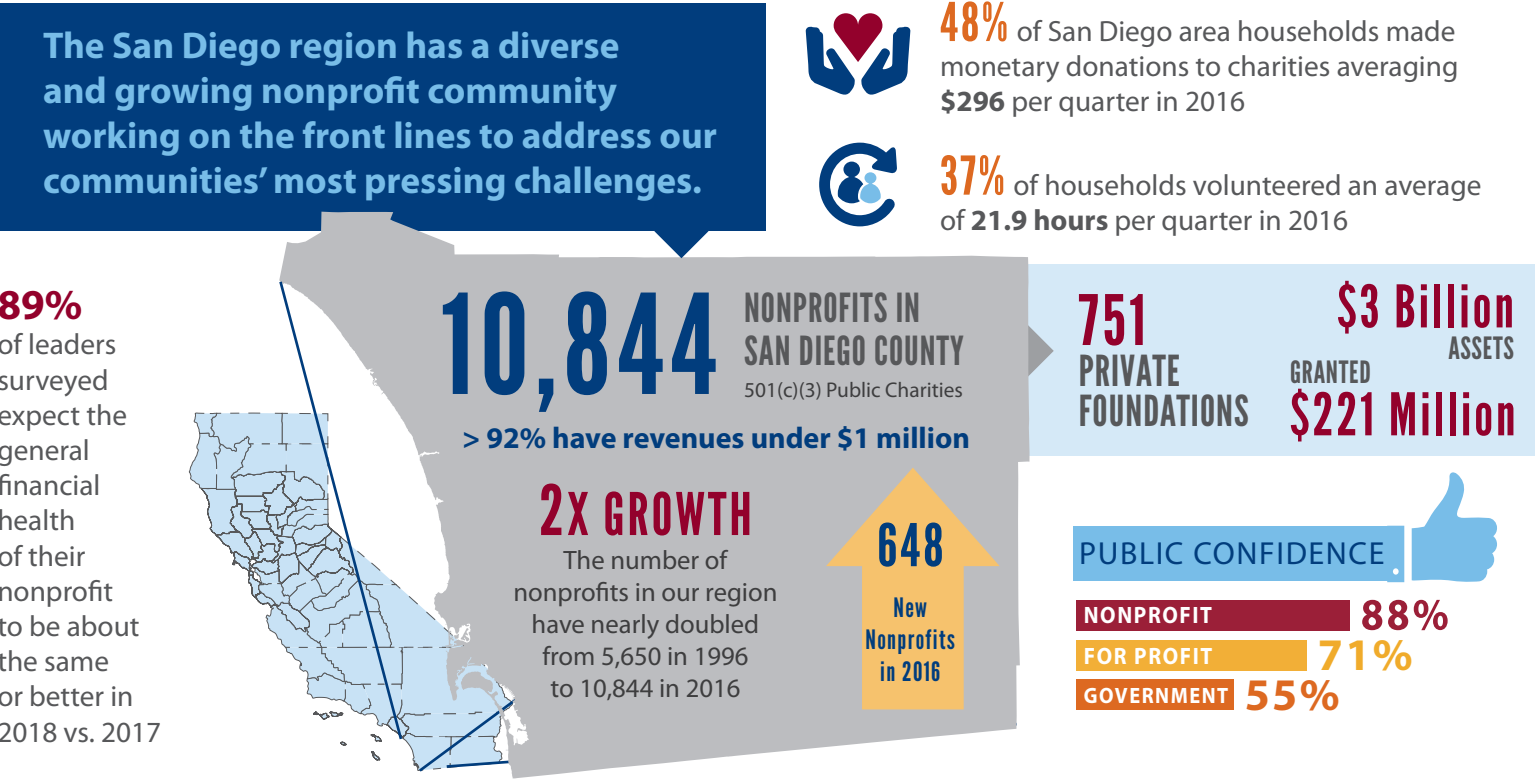 The San Diego region has a diverse
and growing nonprofit community
working on the front lines to address our
communities’ most pressing challenges.
48% of San Diego area households made
monetary donations to charities averaging
$296 per quarter in 2016
37% of households volunteered an average
of 21.9 hours per quarter in 2016
89%
of leaders
surveyed
expect the
general
financial
health
of their
nonprofit
to be about
the same
or better in
2018 vs. 2017
10,844
NONPROFITS IN
SAN DIEGO COUNTY
501(c)(3) Public Charities
> 92% have revenues under $1 million
2X GROWTH
The number of
nonprofits in our region
have nearly doubled
from 5,650 in 1996
to 10,844 in 2016
648
New
Nonprofits
in 2016
751
PRIVATE
FOUNDATIONS
$3 Billion
ASSETS
GRANTED
$221 Million
PUBLIC CONFIDENCE
NONPROFIT 88%
FOR PROFIT 71%
GOVERNMENT 55%